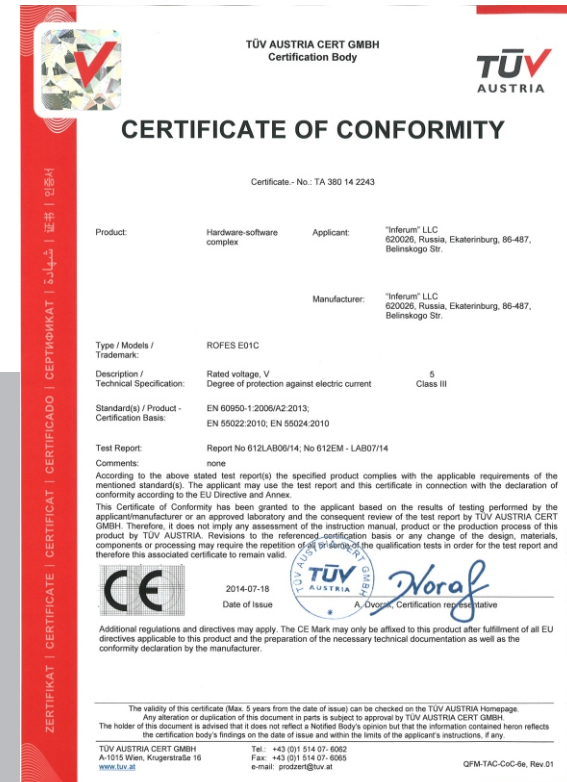 TÜV AUSTRIA CERT GMBH
Certification Body
TÜV
AUSTRIA
CERTIFICATE OF CONFORMITY
Certificate.- No.: TA 380 14 2243
Product: Hardware-software complex
Applicant: "Inferum" LLC
620026, Russia, Ekaterinburg, 86-487,
Belinskogo Str.
Manufacturer: "Inferum" LLC
620026, Russia, Ekaterinburg, 86-487,
Belinskogo Str.
Type / Models / Trademark: ROFES E01C
Description / Technical Specification:
Rated voltage, V 5
Degree of protection against electric current Class III
Standard(s) / Product - Certification Basis:
EN 60950-1:2006/A2:2013;
EN 55022:2010; EN 55024:2010
Test Report: Report No 612LAB06/14; No 612EM - LAB07/14
Comments: none
According to the above stated test report(s) the specified product complies with the applicable requirements of the
mentioned standard(s). The applicant may use the test report and this certificate in connection with the declaration of
conformity according to the EU Directive and Annex.
This Certificate of Conformity has been granted to the applicant based on the results of testing performed by the
applicant/manufacturer or an approved laboratory and the consequent review of the test report by TÜV AUSTRIA CERT
GMBH. Therefore, it does not imply any assessment of the instruction manual, product or the production process of this
product by TÜV AUSTRIA. Revisions to the referenced certification basis or any change of the design, materials,
components or processing may require the repetition of all or some of the qualification tests in order for the test report and
therefore this associated certificate to remain valid.
CE
2014-07-18
Date of Issue
TÜV AUSTRIA CERT GMBH
TÜV
AUSTRIA
A. Dvorak, Certification representative
Additional regulations and directives may apply. The CE Mark may only be affixed to this product after fulfillment of all EU
directives applicable to this product and the preparation of the necessary technical documentation as well as the
conformity declaration by the manufacturer.
The validity of this certificate (Max. 5 years from the date of issue) can be checked on the TÜV AUSTRIA Homepage.
Any alteration or duplication of this document in parts is subject to approval by TÜV AUSTRIA CERT GMBH.
The holder of this document is advised that it does not reflect a Notified Body's opinion but that the information contained heron reflects
the certification body's findings on the date of issue and within the limits of the applicant's instructions, if any.
TÜV AUSTRIA CERT GMBH
A-1015 Wien, Krugerstraße 16
www.tuv.at
Tel.: +43 (0)1 514 07- 6062
Fax: +43 (0)1 514 07- 6065
e-mail: prodzert@tuv.at
QFM-TAC-CoC-6e, Rev.01
ZERTIFIKAT | CERTIFICATE | CERTIFICAT | CERTIFICADO | СЕРТИФИКАТ | شهادة | 证书 | 인증서